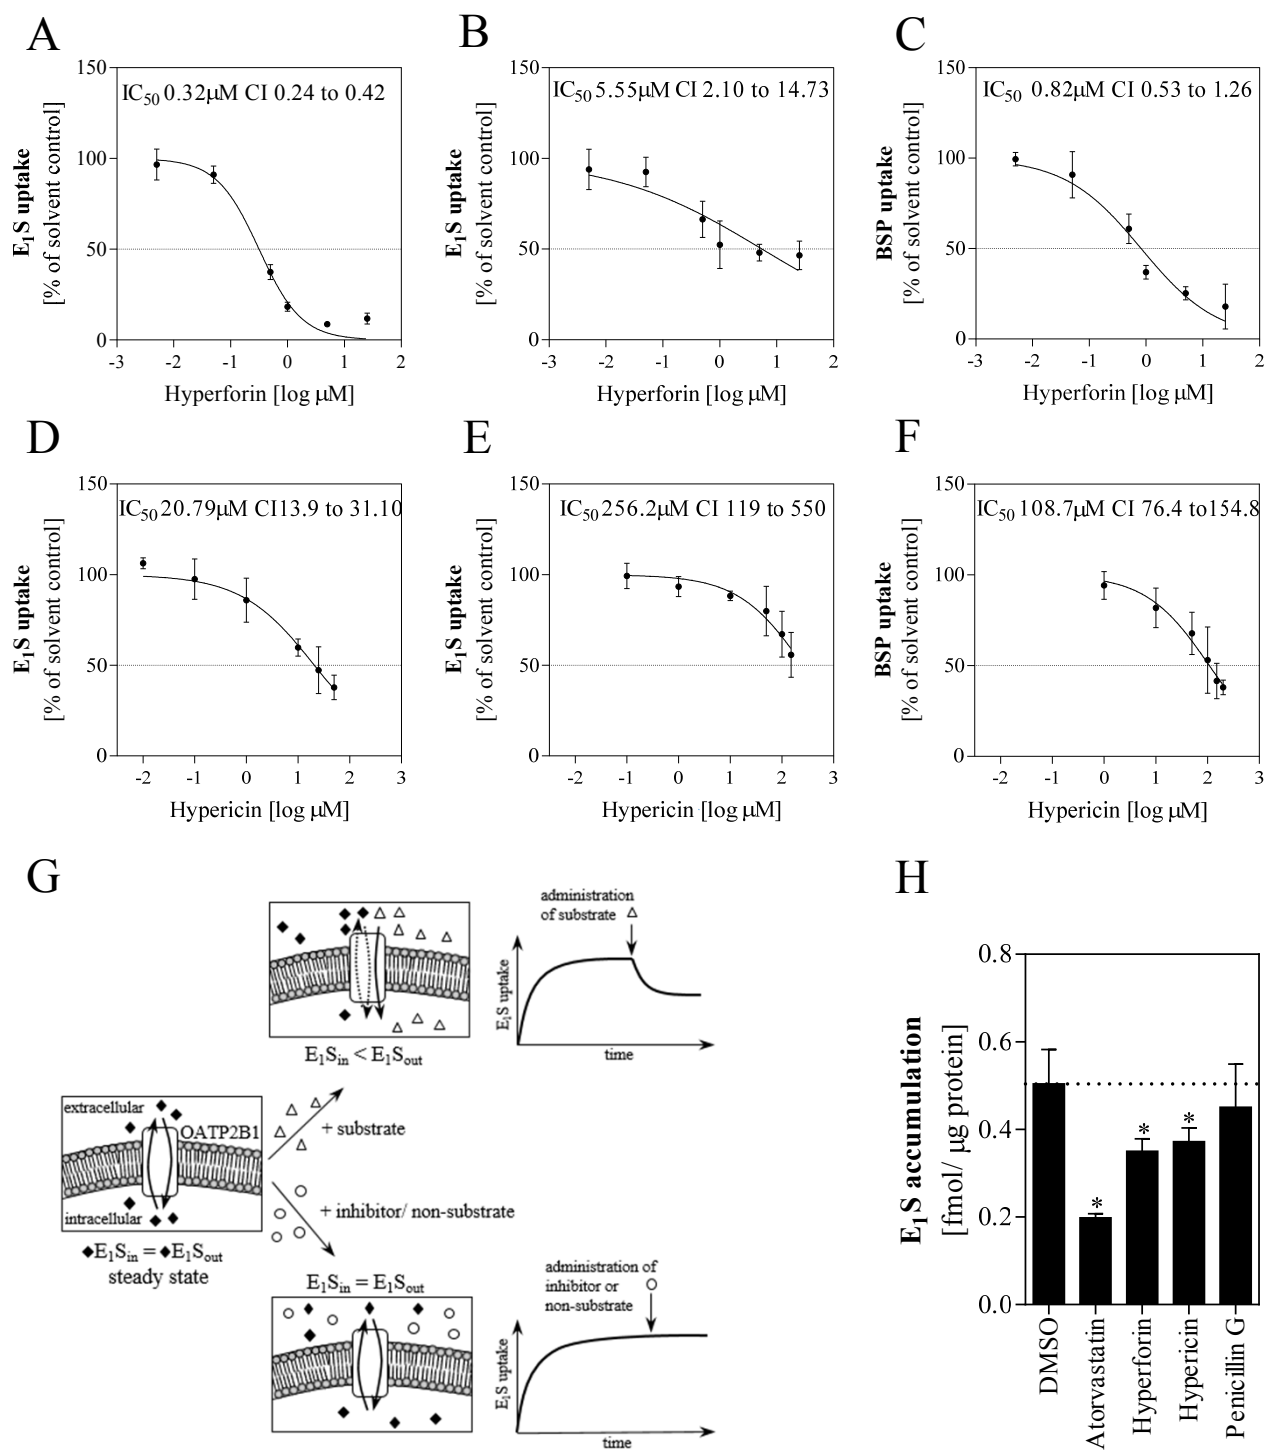 A
IC50 0.32µM CI 0.24 to 0.42
E1S uptake
[% of solvent control]
150
100
50
0
-3 -2 -1 0 1 2
Hyperforin [log µM]
B
IC50 5.55µM CI 2.10 to 14.73
E1S uptake
[% of solvent control]
150
100
50
0
-3 -2 -1 0 1 2
Hyperforin [log µM]
C
IC50 0.82µM CI 0.53 to 1.26
BSP uptake
[% of solvent control]
150
100
50
0
-3 -2 -1 0 1 2
Hyperforin [log µM]
D
IC50 20.79µM CI13.9 to 31.10
E1S uptake
[% of solvent control]
150
100
50
0
-2 -1 0 1 2 3
Hypericin [log µM]
E
IC50 256.2µM CI 119 to 550
E1S uptake
[% of solvent control]
150
100
50
0
-2 -1 0 1 2 3
Hypericin [log µM]
F
IC50 108.7µM CI 76.4 to154.8
BSP uptake
[% of solvent control]
150
100
50
0
-2 -1 0 1 2 3
Hypericin [log µM]
G
E1Sin < E1Sout
administration
of substrate
E1S uptake
time
extracellular
OATP2B1
intracellular
E1Sin = E1Sout
steady state
+ substrate
+ inhibitor/ non-substrate
E1Sin = E1Sout
administration of
inhibitor or
non-substrate
E1S uptake
time
H
E1S accumulation
[fmol/ µg protein]
0.8
0.6
0.4
0.2
0.0
* * *
DMSO
Atorvastatin
Hyperforin
Hypericin
Penicillin G